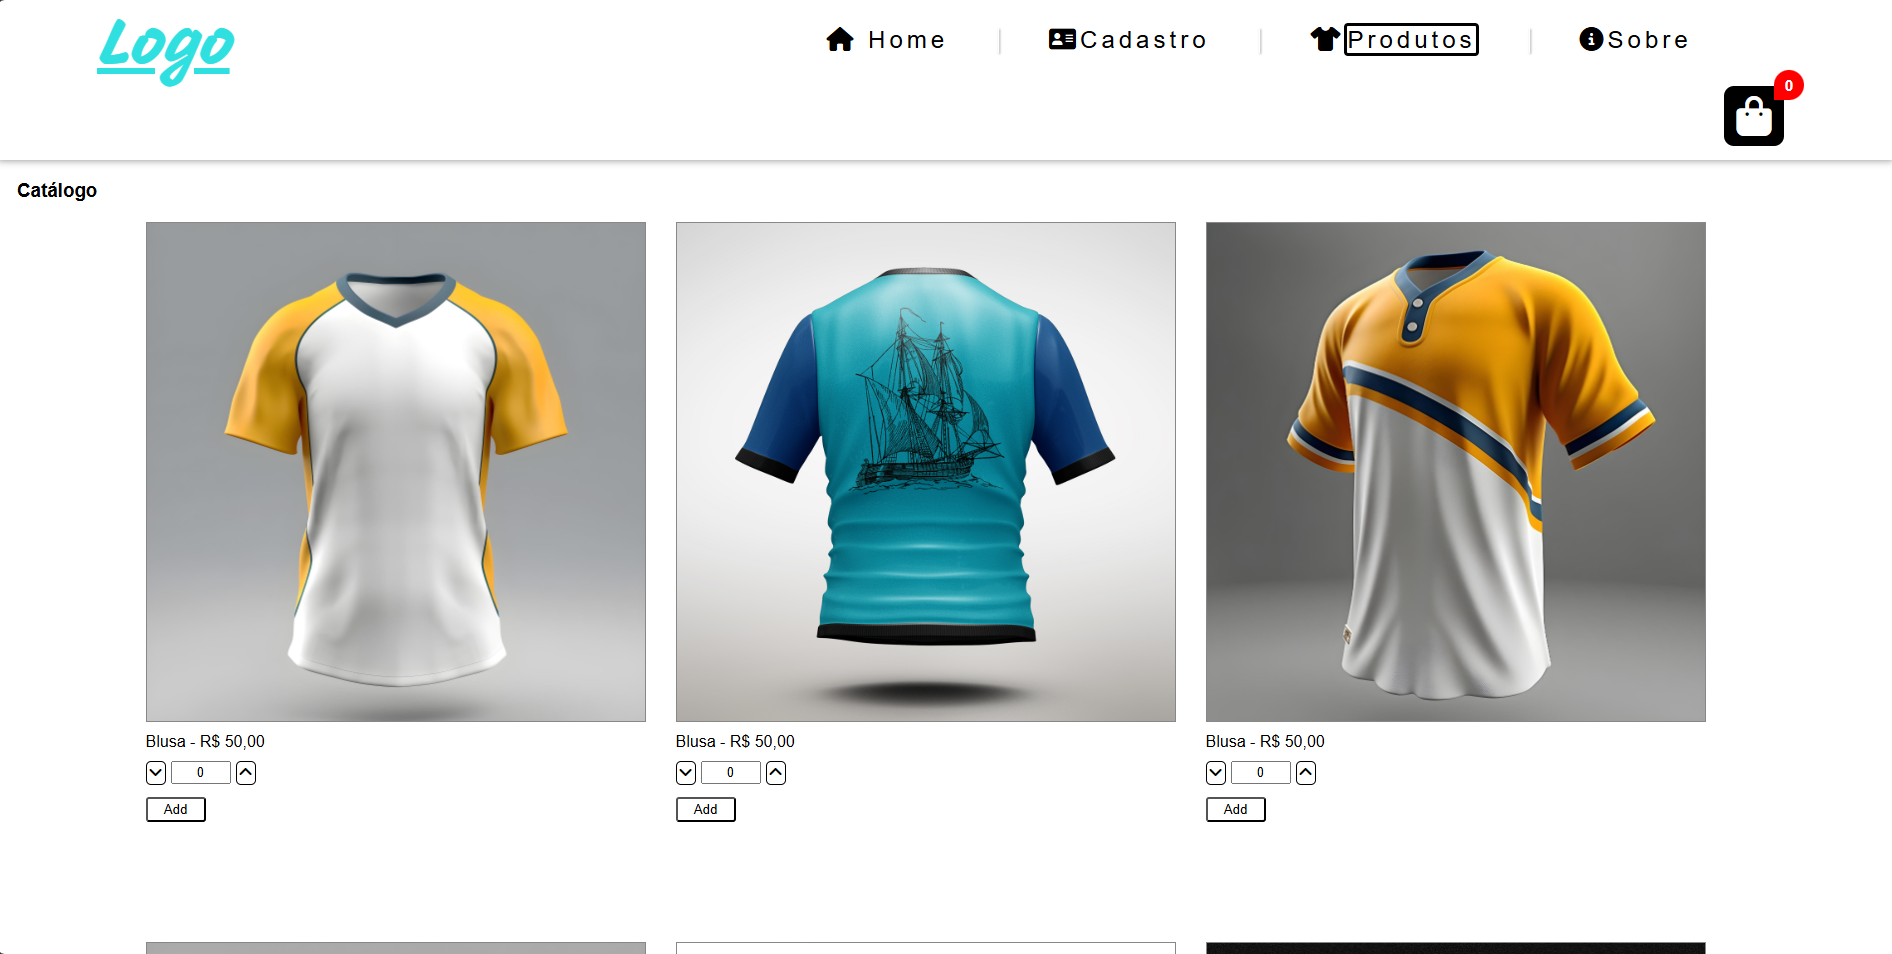 Logo
Home
Cadastro
Produtos
Sobre
0
Catálogo
Blusa - R$ 50,00
0
Add
Blusa - R$ 50,00
0
Add
Blusa - R$ 50,00
0
Add